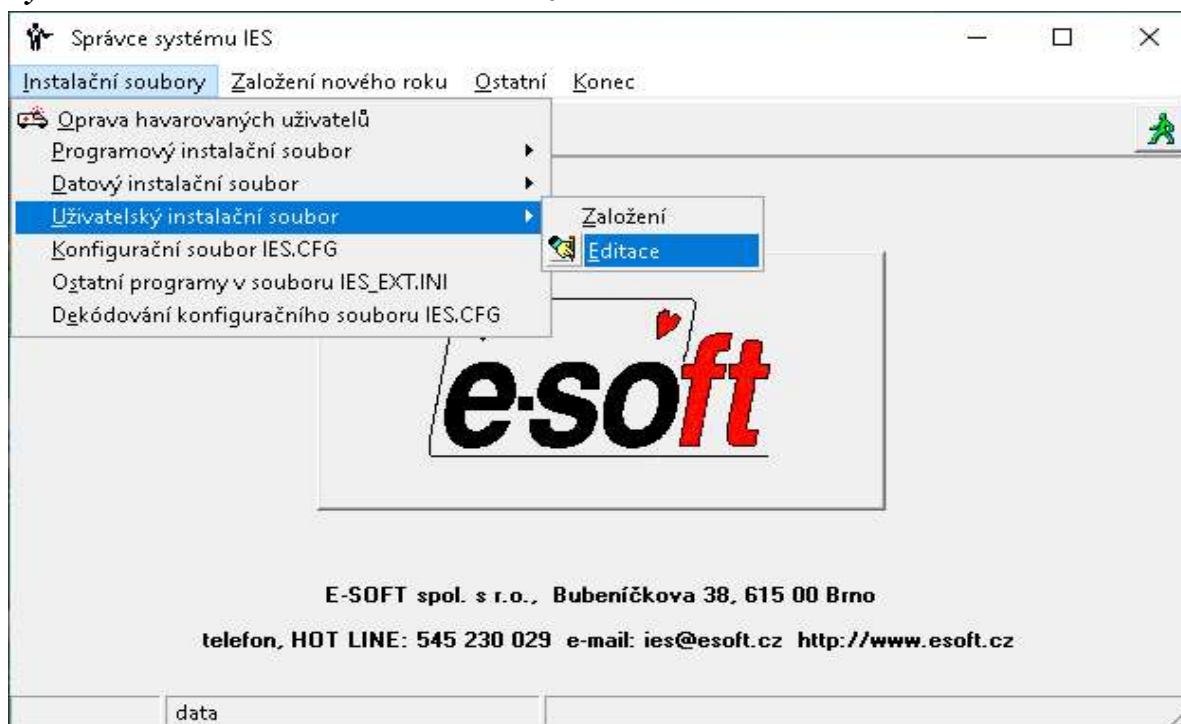 Správce systému IES
Instalační soubory Založení nového roku Ostatní Konec
Oprava havarovaných uživatelů
Programový instalační soubor
Datový instalační soubor
Uživatelský instalační soubor
Založení
Editace
Konfigurační soubor IES.CFG
Ostatní programy v souboru IES_EXT.INI
Dekódování konfiguračního souboru IES.CFG
e-soft
E-SOFT spol. s r.o., Bubeníčkova 38, 615 00 Brno
telefon, HOT LINE: 545 230 029 e-mail: ies@esoft.cz http://www.esoft.cz
data